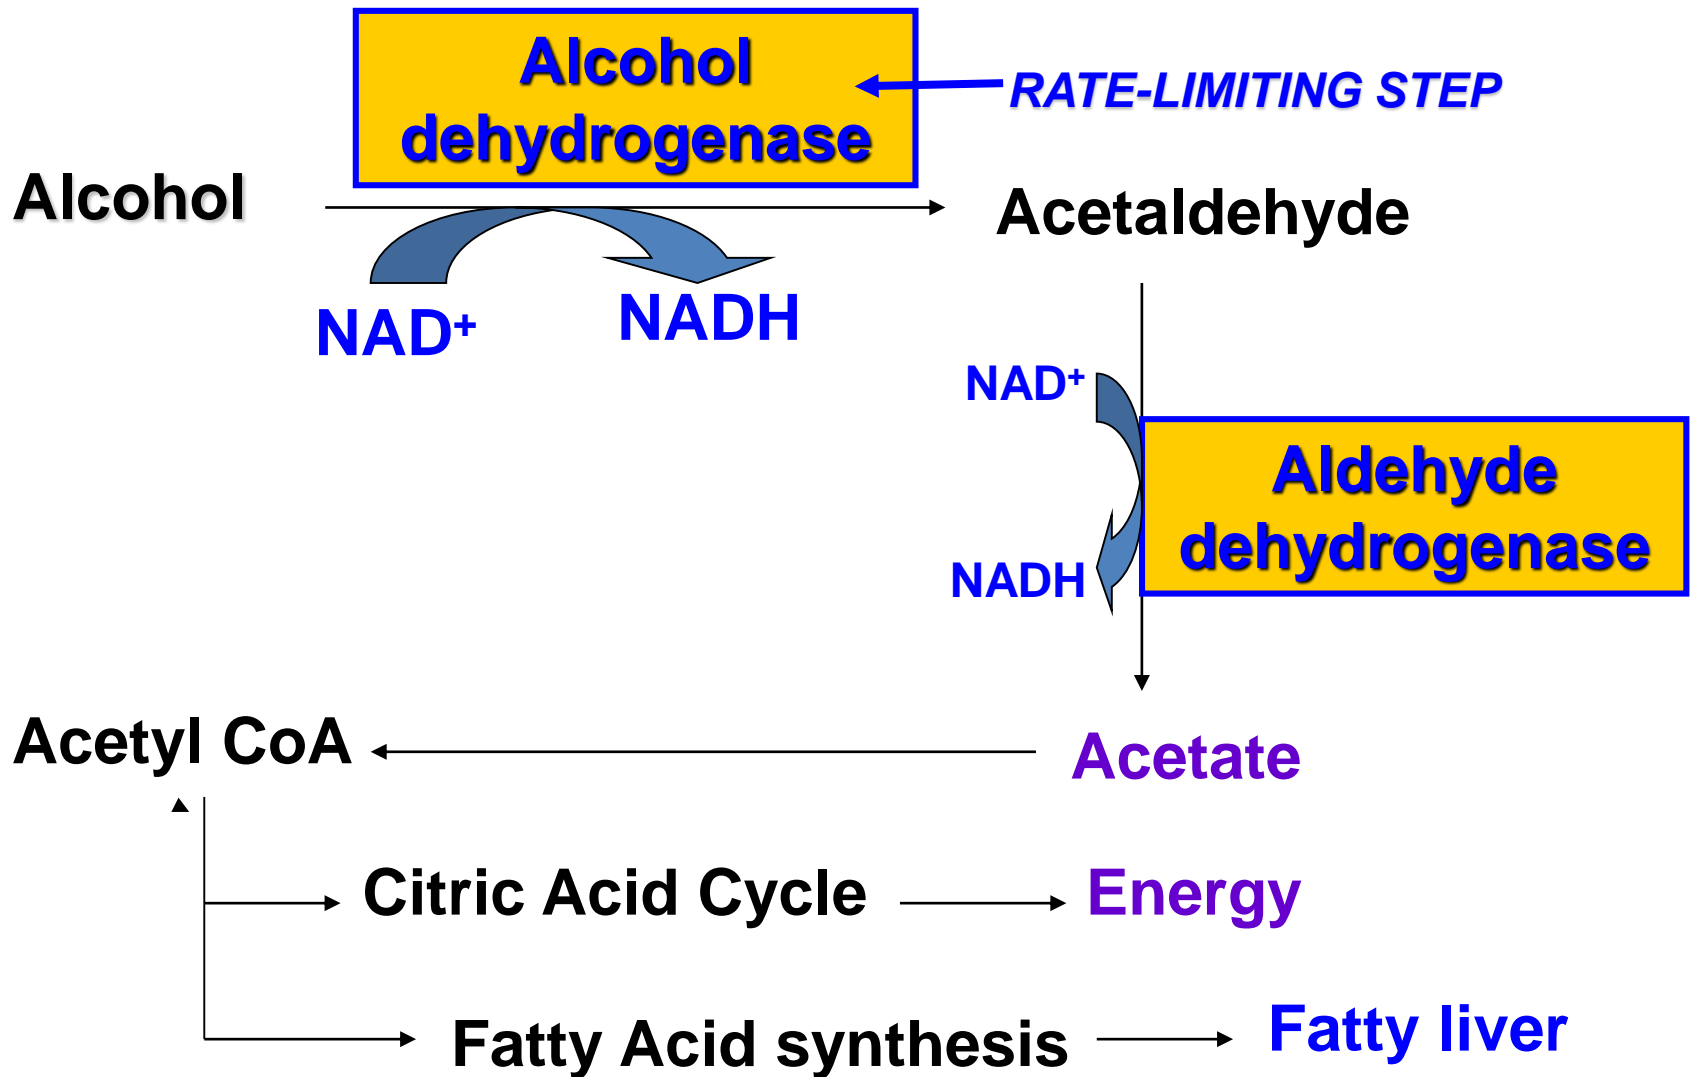 Alcohol
dehydrogenase
RATE-LIMITING STEP
Alcohol
Acetaldehyde
NAD⁺
NADH
NAD⁺
Aldehyde
dehydrogenase
NADH
Acetyl CoA
Acetate
Citric Acid Cycle
Energy
Fatty Acid synthesis
Fatty liver